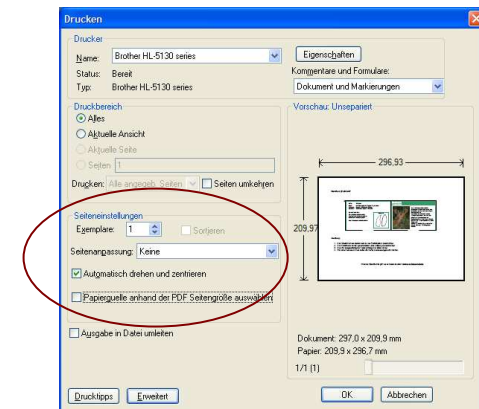 Drucken
Drucker
Name: Brother HL-5130 series
Eigenschaften
Status: Bereit
Kommentare und Formulare:
Typ: Brother HL-5130 series
Dokument und Markierungen
Druckbereich
Alles
Aktuelle Ansicht
Aktuelle Seite
Seiten 1
Drucken: Alle angegeb. Seiten
Seiten umkehren
Seiteneinstellungen
Exemplare: 1
Sortieren
Seitenanpassung: Keine
Automatisch drehen und zentrieren
Papierquelle anhand der PDF Seitengröße auswählen
Ausgabe in Datei umleiten
Vorschau: Unsepariert
296,93
209,97
Dokument: 297,0 x 209,9 mm
Papier: 209,9 x 296,7 mm
1/1 (1)
Drucktipps
Erweitert
OK
Abbrechen